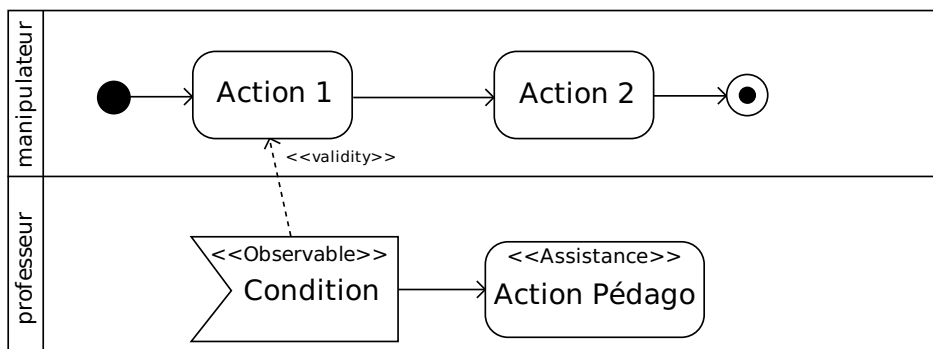 manipulateur
Action 1
Action 2
<<validity>>
professeur
<<Observable>>
Condition
<<Assistance>>
Action Pédago